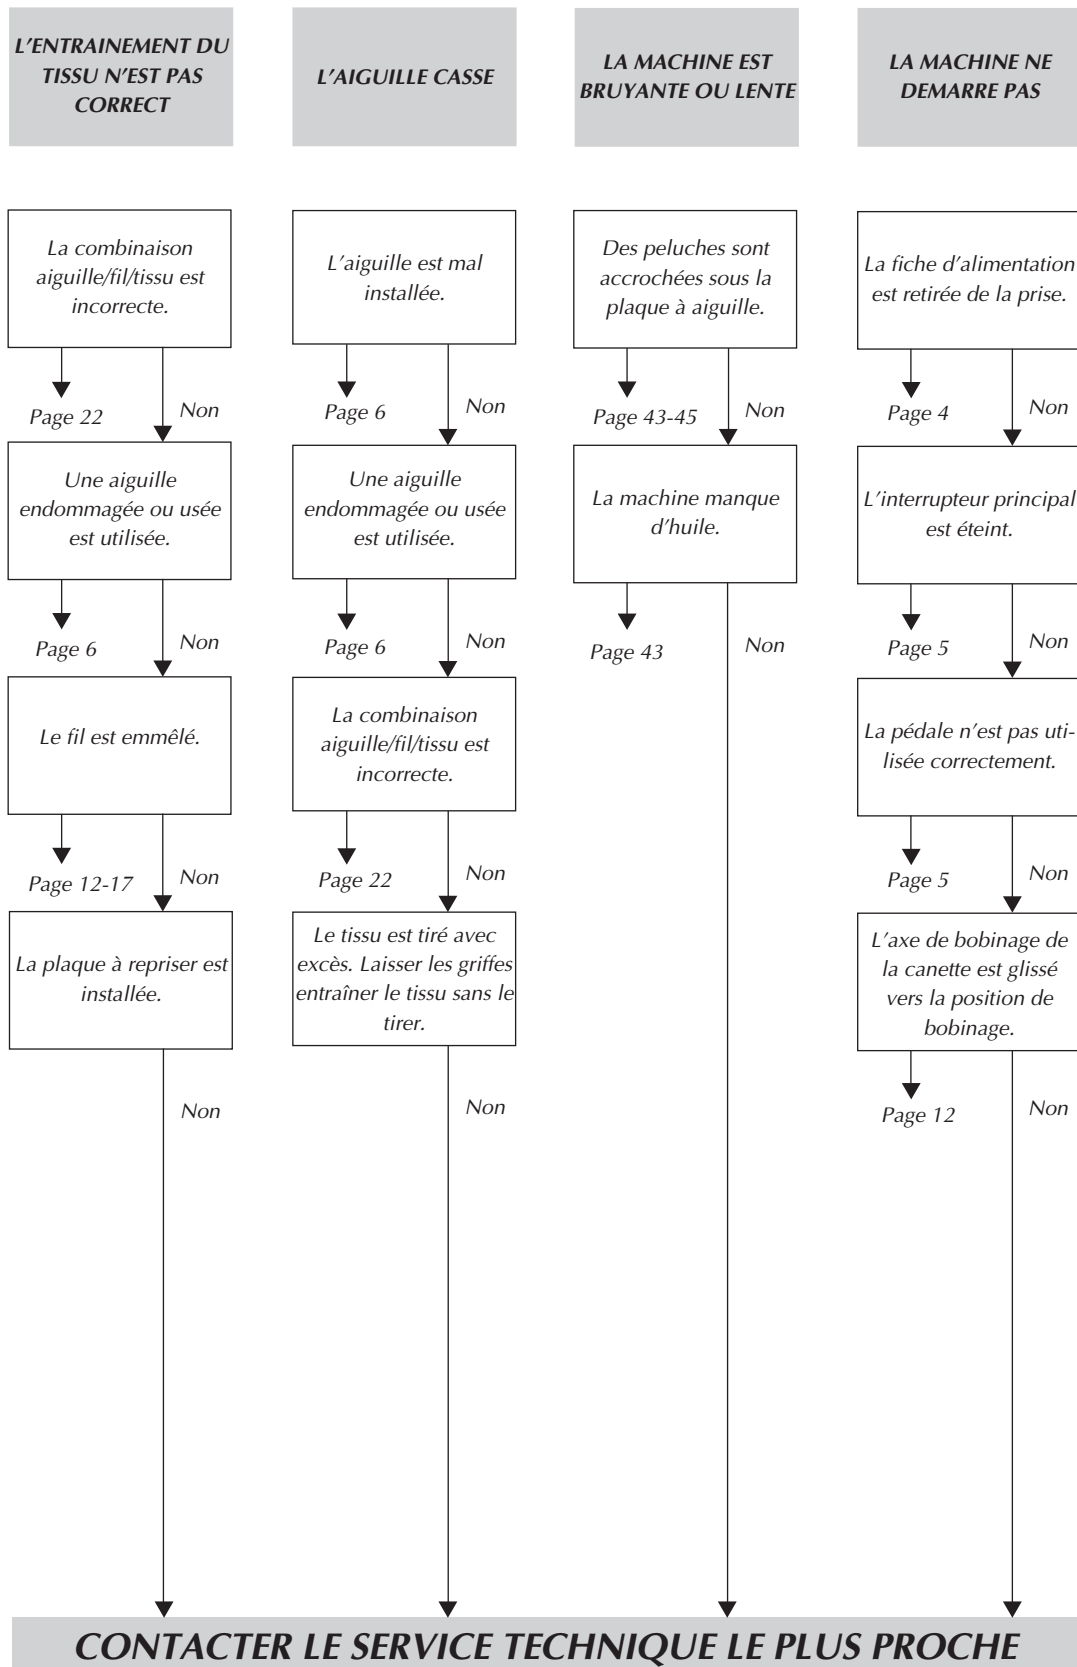 L'ENTRAINEMENT DU
TISSU N'EST PAS
CORRECT
La combinaison
aiguille/fil/tissu est
incorrecte.
Page 22
Non
Une aiguille
endommagée ou usée
est utilisée.
Page 6
Non
Le fil est emmêlé.
Page 12-17
Non
La plaque à repriser est
installée.
Non
L'AIGUILLE CASSE
L'aiguille est mal
installée.
Page 6
Non
Une aiguille
endommagée ou usée
est utilisée.
Page 6
Non
La combinaison
aiguille/fil/tissu est
incorrecte.
Page 22
Non
Le tissu est tiré avec
excès. Laisser les griffes
entraîner le tissu sans le
tirer.
Non
LA MACHINE EST
BRUYANTE OU LENTE
Des peluches sont
accrochées sous la
plaque à aiguille.
Page 43-45
Non
La machine manque
d'huile.
Page 43
Non
LA MACHINE NE
DEMARRE PAS
La fiche d'alimentation
est retirée de la prise.
Page 4
Non
L'interrupteur principal
est éteint.
Page 5
Non
La pédale n'est pas uti-
lisée correctement.
Page 5
Non
L'axe de bobinage de
la canette est glissé
vers la position de
bobinage.
Page 12
Non
CONTACTER LE SERVICE TECHNIQUE LE PLUS PROCHE